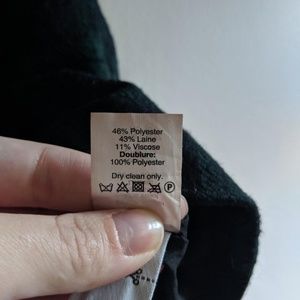 46% Polyester
43% Laine
11% Viscose
Doublure:
100% Polyester
Dry clean only.
P